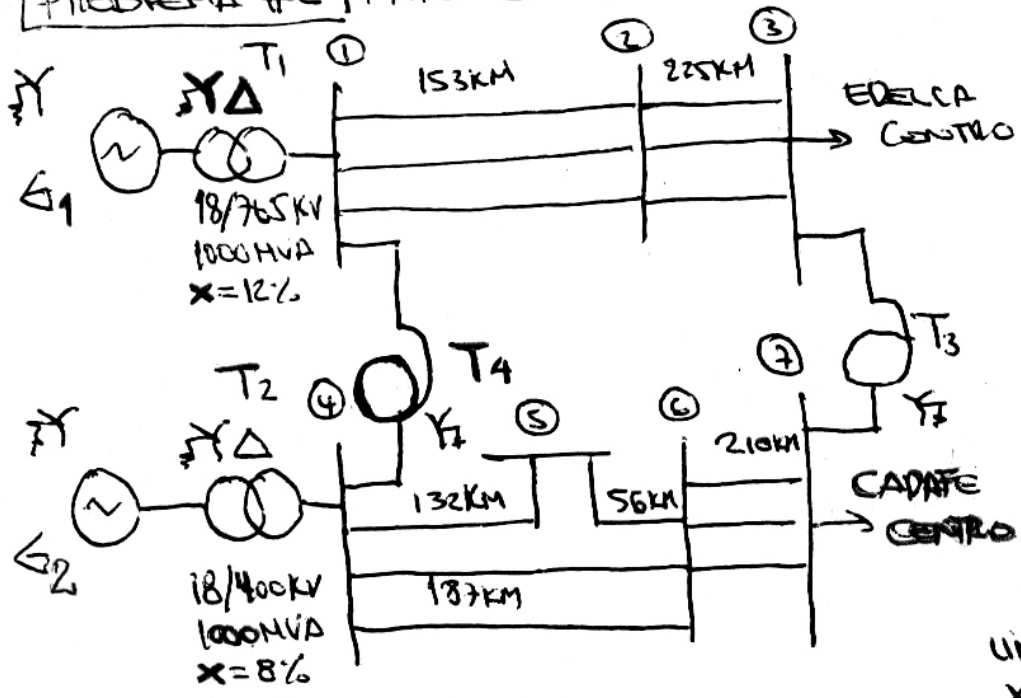 PROBLEMA
T1
①
②
③
153KM
225KM
EDELCA
CENTRO
G1
18/765KV
1000MVA
X=12%
T2
④
T4
⑤
⑥
⑦
T3
132KM
56KM
210KM
CADAFE
CENTRO
G2
18/400KV
1000MVA
X=8%
187KM